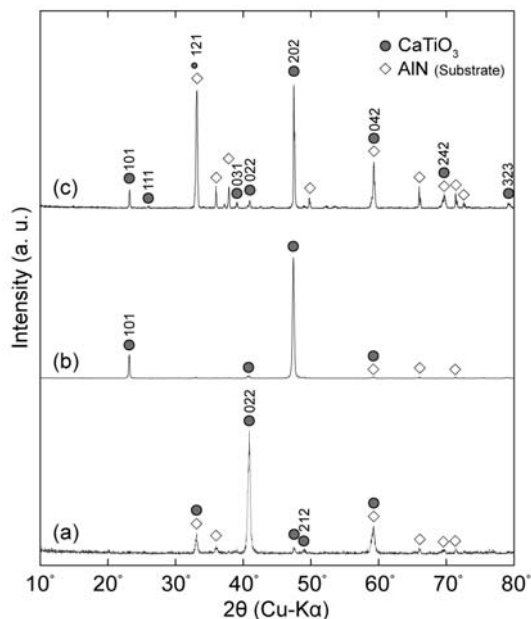 CaTiO3
AlN (Substrate)
121
202
042
101
111
031
022
242
323
(c)
101
(b)
022
212
(a)
Intensity (a. u.)
10° 20° 30° 40° 50° 60° 70° 80°
2θ (Cu-Kα)